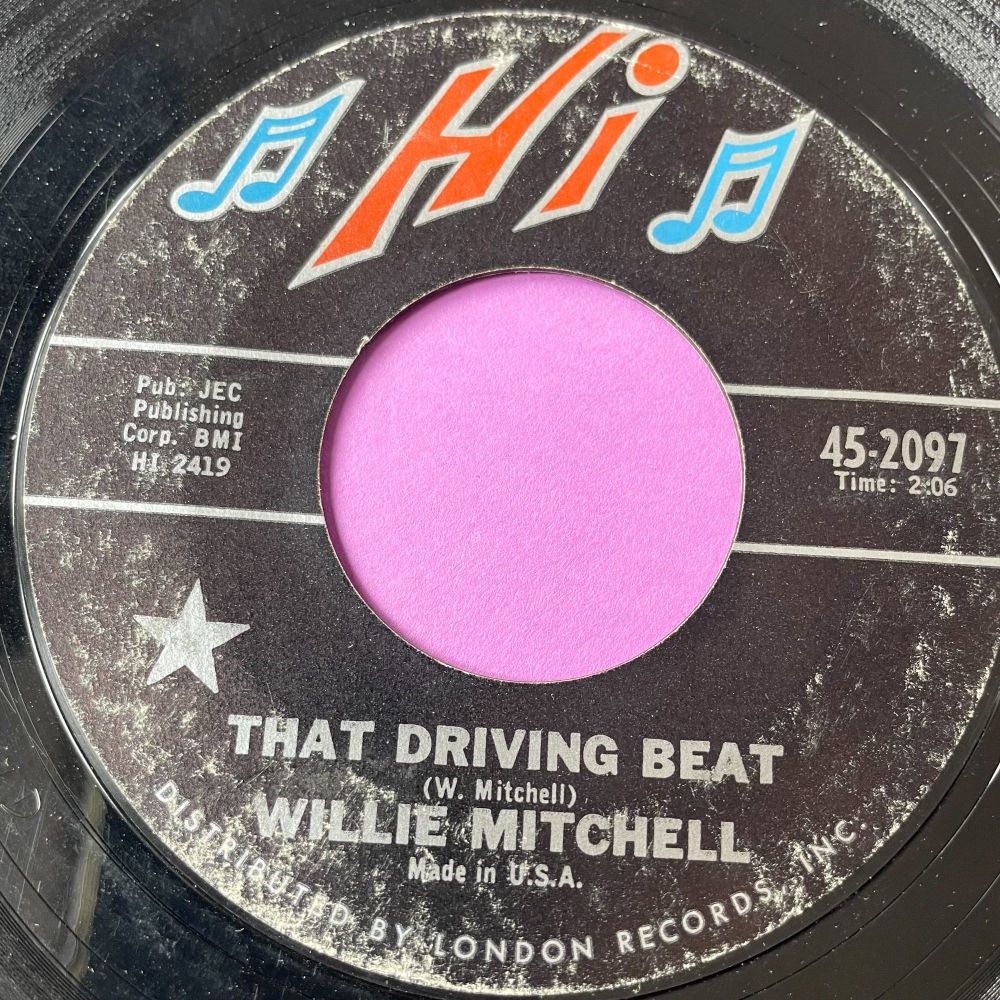 Hi
Pub: JEC
Publishing
Corp. BMI
HI 2419
45-2097
Time: 2:06
THAT DRIVING BEAT
(W. Mitchell)
WILLIE MITCHELL
Made in U.S.A.
DISTRIBUTED BY LONDON RECORDS, INC.